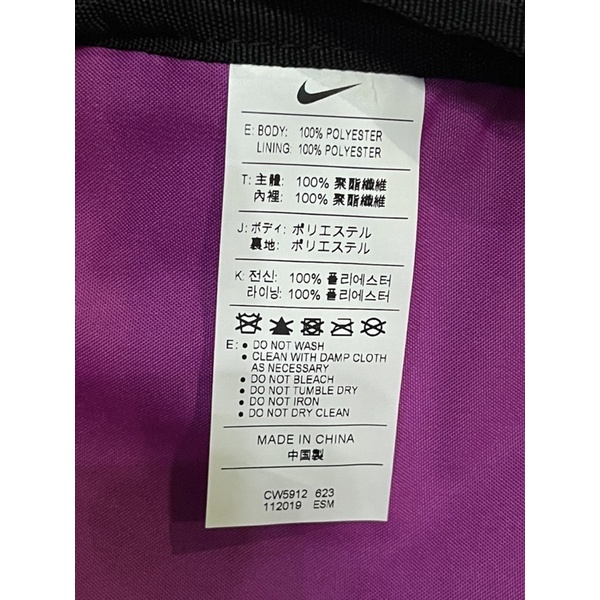 E: BODY: 100% POLYESTER
LINING: 100% POLYESTER
T: 主體: 100% 聚酯纖維
內裡: 100% 聚酯纖維
J: ボディ: ポリエステル
裏地: ポリエステル
K: 전신: 100% 폴리에스터
라이닝: 100% 폴리에스터
E: • DO NOT WASH
• CLEAN WITH DAMP CLOTH
AS NECESSARY
• DO NOT BLEACH
• DO NOT TUMBLE DRY
• DO NOT IRON
• DO NOT DRY CLEAN
MADE IN CHINA
中国製
CW5912 623
112019 ESM